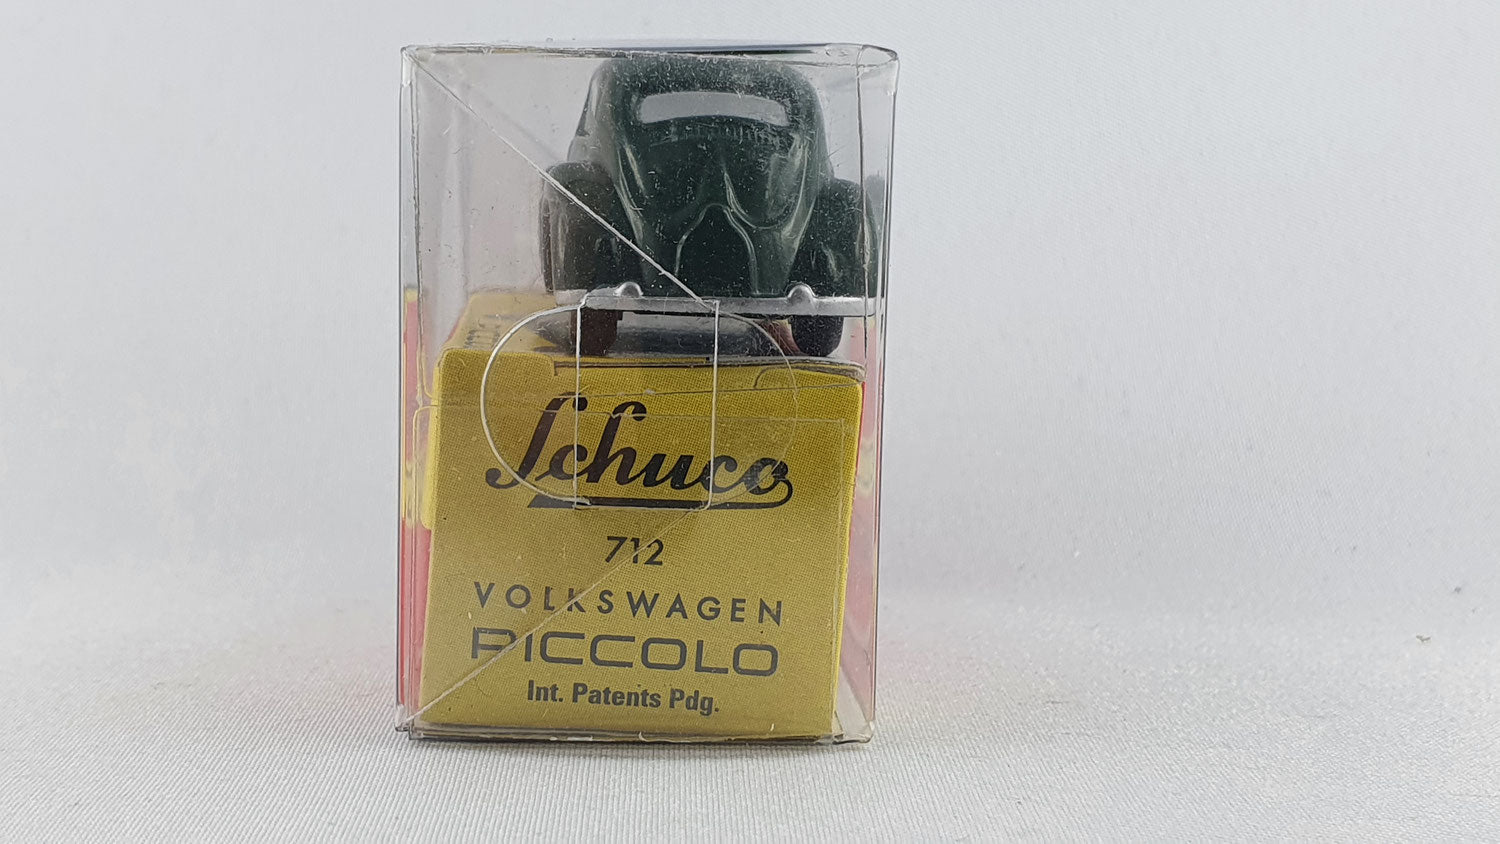 Schuco
712
VOLKSWAGEN
PICCOLO
Int. Patents Pdg.